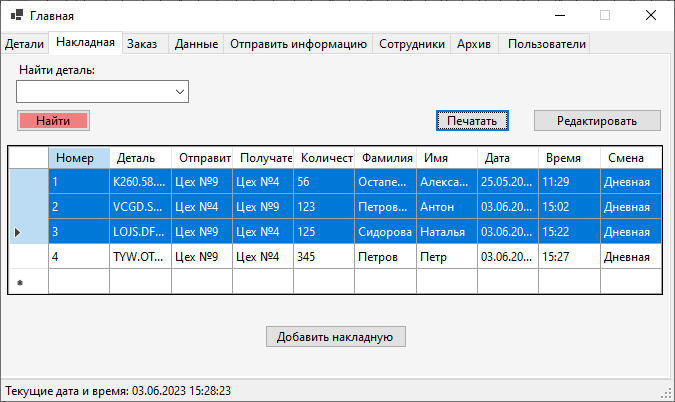 Главная
Детали Накладная Заказ Данные Отправить информацию Сотрудники Архив Пользователи
Найти деталь:
Найти Печатать Редактировать
Номер Деталь Отправит Получате Количест Фамилия Имя Дата Время Смена
1 K260.58.... Цех №9 Цех №4 56 Остапе... Алекса... 25.05.20... 11:29 Дневная
2 VCGD.S... Цех №4 Цех №9 123 Петров... Антон 03.06.20... 15:02 Дневная
3 LOJS.DF... Цех №9 Цех №4 125 Сидорова Наталья 03.06.20... 15:22 Дневная
4 TYW.OT... Цех №9 Цех №4 345 Петров Петр 03.06.20... 15:27 Дневная
Добавить накладную
Текущие дата и время: 03.06.2023 15:28:23